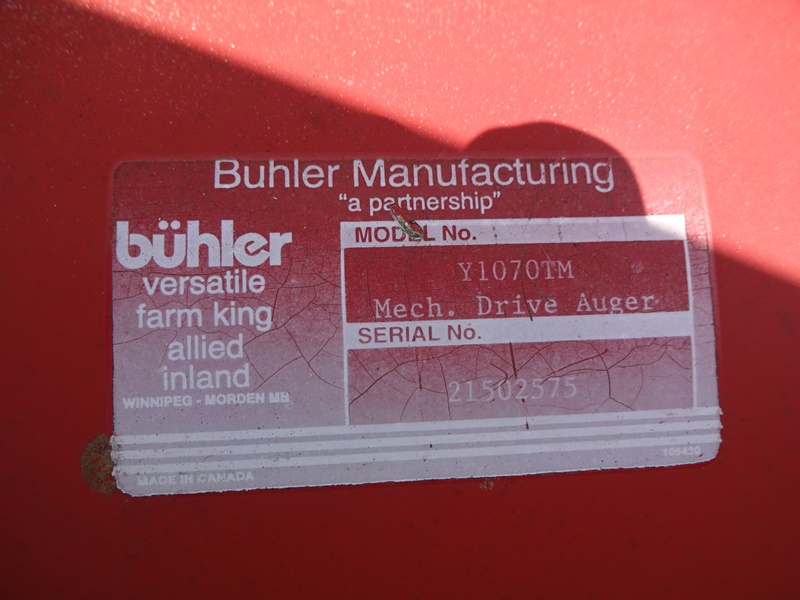 Buhler Manufacturing
"a partnership"
bühler
versatile
farm king
allied
inland
WINNIPEG - MORDEN MB
MODEL No.
Y1070TM
Mech. Drive Auger
SERIAL No.
21502575
MADE IN CANADA